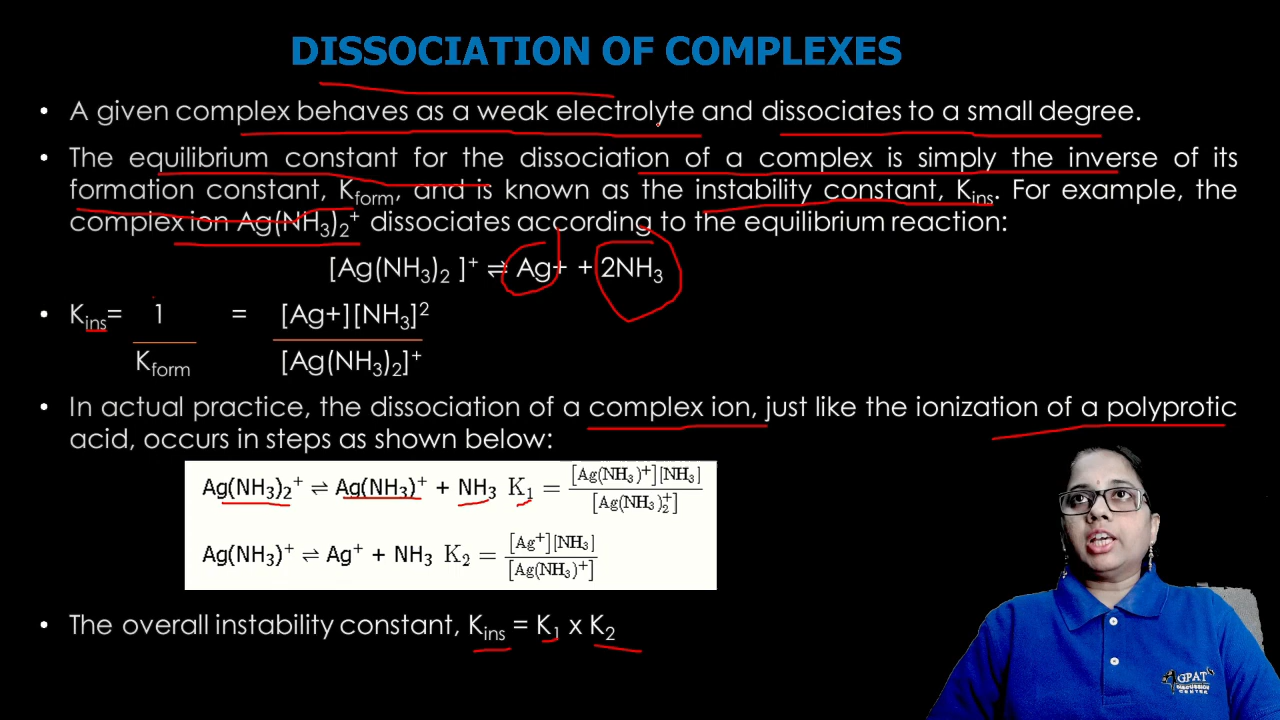 DISSOCIATION OF COMPLEXES
• A given complex behaves as a weak electrolyte and dissociates to a small degree.
• The equilibrium constant for the dissociation of a complex is simply the inverse of its
formation constant, Kform, and is known as the instability constant, Kins. For example, the
complex ion Ag(NH₃)₂⁺ dissociates according to the equilibrium reaction:
[Ag(NH₃)₂ ]⁺ ⇌ Ag+ + 2NH₃
• Kins= 1 = [Ag+][NH₃]²
Kform [Ag(NH₃)₂]⁺
• In actual practice, the dissociation of a complex ion, just like the ionization of a polyprotic
acid, occurs in steps as shown below:
Ag(NH₃)₂⁺ ⇌ Ag(NH₃)⁺ + NH₃ K₁ = [Ag(NH₃)⁺][NH₃] / [Ag(NH₃)₂⁺]
Ag(NH₃)⁺ ⇌ Ag⁺ + NH₃ K₂ = [Ag⁺][NH₃] / [Ag(NH₃)⁺]
• The overall instability constant, Kins = K₁ x K₂
GPAT
DISCUSSION
CENTER